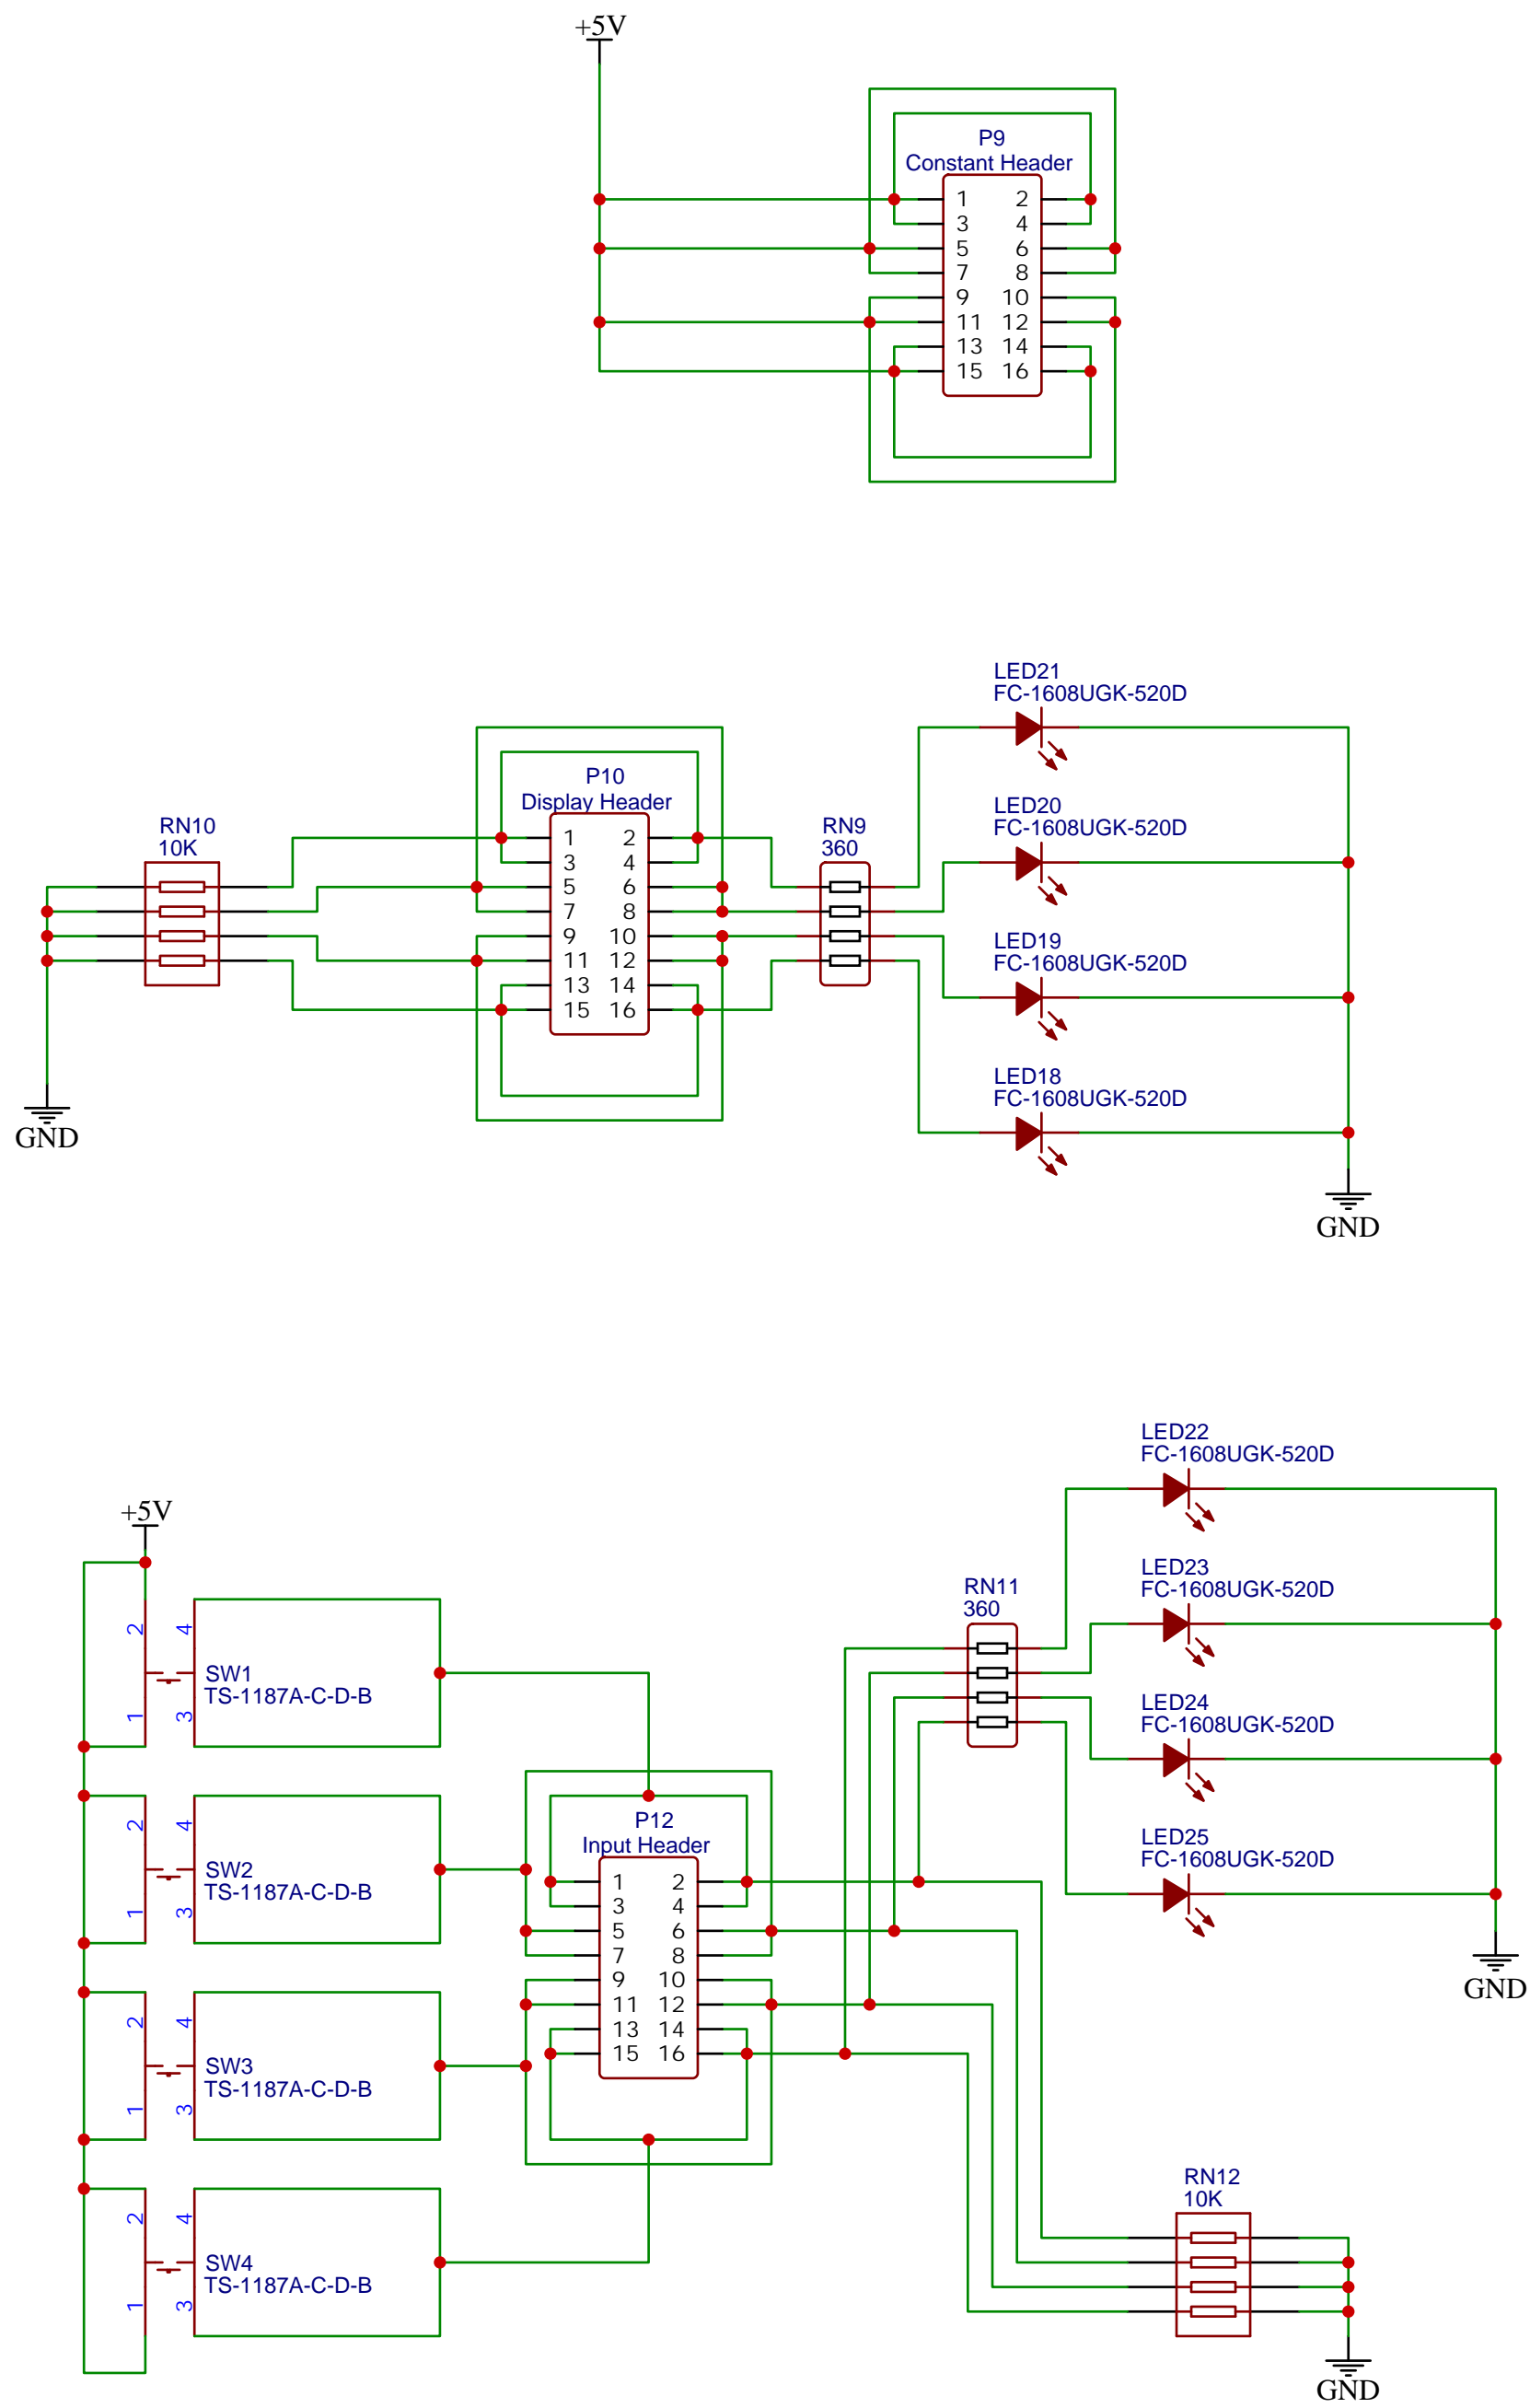 +5V
P9
Constant Header
1 2
3 4
5 6
7 8
9 10
11 12
13 14
15 16
LED21
FC-1608UGK-520D
P10
Display Header
LED20
FC-1608UGK-520D
RN10
10K
RN9
360
1 2
3 4
5 6
7 8
9 10
11 12
13 14
15 16
LED19
FC-1608UGK-520D
LED18
FC-1608UGK-520D
GND
GND
LED22
FC-1608UGK-520D
+5V
LED23
FC-1608UGK-520D
RN11
360
2 4
SW1
TS-1187A-C-D-B
1 3
LED24
FC-1608UGK-520D
2 4
SW2
TS-1187A-C-D-B
1 3
P12
Input Header
1 2
3 4
5 6
7 8
9 10
11 12
13 14
15 16
LED25
FC-1608UGK-520D
GND
2 4
SW3
TS-1187A-C-D-B
1 3
RN12
10K
2 4
SW4
TS-1187A-C-D-B
1 3
GND